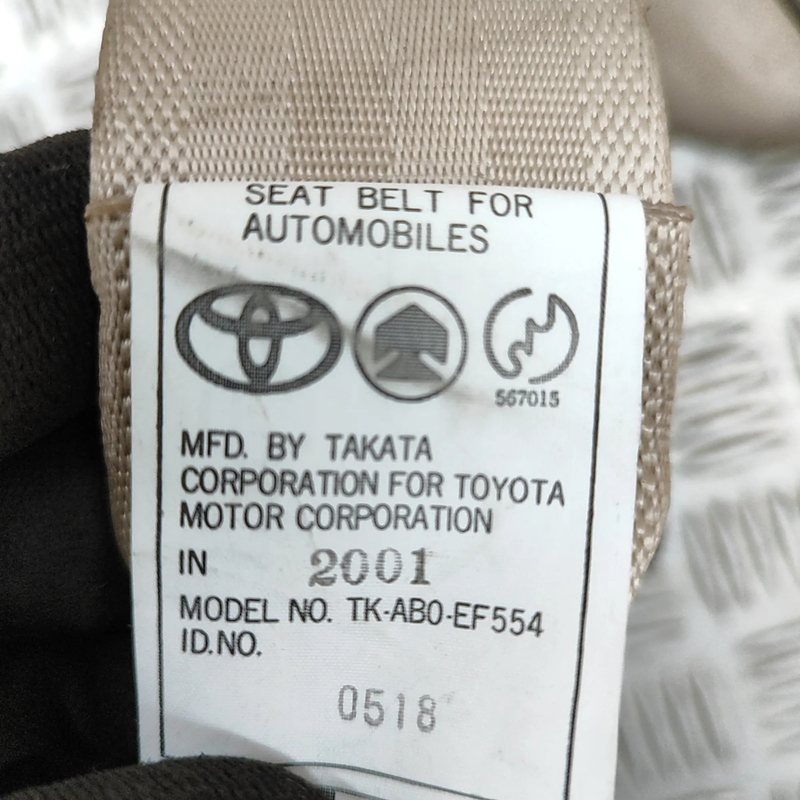 SEAT BELT FOR
AUTOMOBILES
567015
MFD. BY TAKATA
CORPORATION FOR TOYOTA
MOTOR CORPORATION
IN 2001
MODEL NO. TK-AB0-EF554
ID.NO.
0518